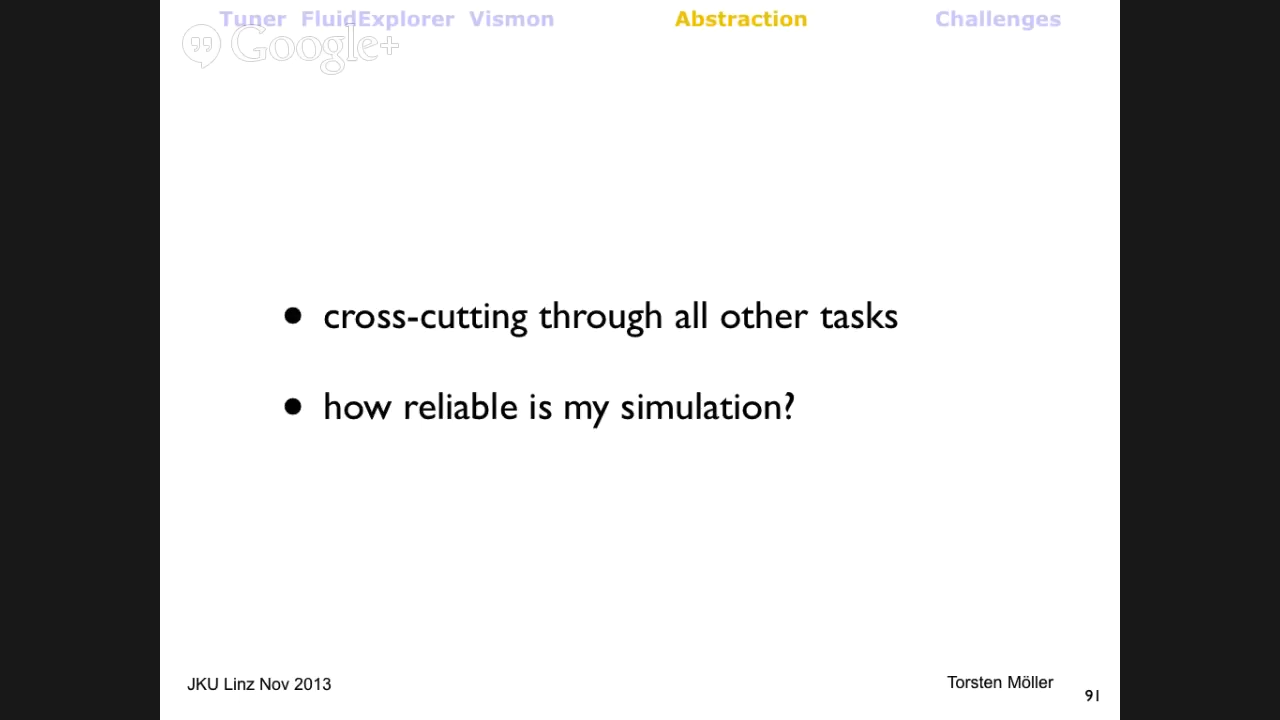 Tuner FluidExplorer Vismon Abstraction Challenges
Google+
• cross-cutting through all other tasks
• how reliable is my simulation?
JKU Linz Nov 2013
Torsten Möller
91